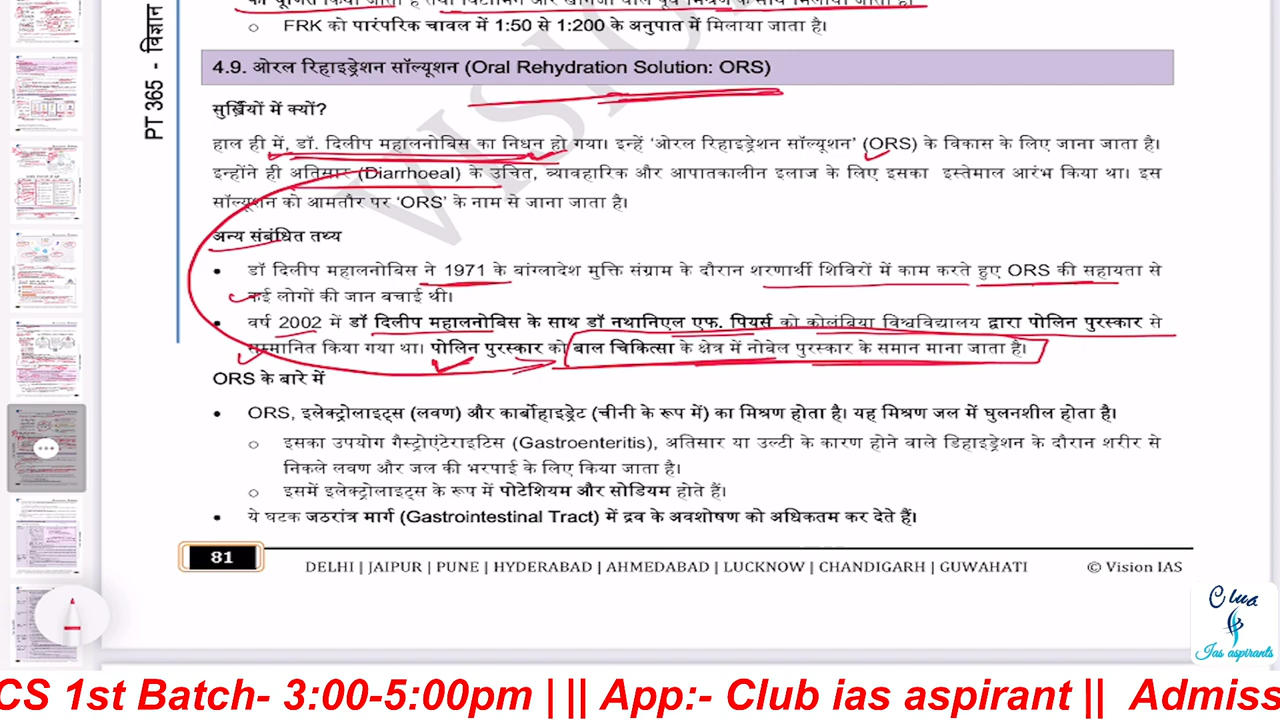 FRK को पारंपरिक चावल में 1:50 से 1:200 के अनुपात में मिलाया जाता है।
PT 365 - विज्ञान
4.9. ओरल रिहाइड्रेशन सॉल्यूशन (Oral Rehydration Solution: ORS)
सुर्ख़ियों में क्यों?
हाल ही में, डॉ. दिलीप महालनोबिस का निधन हो गया। इन्हें ‘ओरल रिहाइड्रेशन सॉल्यूशन’ (ORS) के विकास के लिए जाना जाता है।
इन्होंने ही अतिसार (Diarrhoeal) के उचित, व्यावहारिक और आपातकालीन इलाज के लिए इसका इस्तेमाल आरंभ किया था। इस
सॉल्यूशन को आमतौर पर ‘ORS’ के नाम से जाना जाता है।
अन्य संबंधित तथ्य
डॉ दिलीप महालनोबिस ने 1971 बांग्लादेश मुक्ति संग्राम के दौरान शरणार्थी शिविरों में काम करते हुए ORS की सहायता से
कई लोगों की जान बचाई थी।
वर्ष 2002 में डॉ दिलीप महालनोबिस के साथ डॉ नथानिएल एफ. पियर्स को कोलंबिया विश्वविद्यालय द्वारा पोलिन पुरस्कार से
सम्मानित किया गया था। पोलिन पुरस्कार को बाल चिकित्सा के क्षेत्र में नोबेल पुरस्कार के समान माना जाता है।
ORS के बारे में
ORS, इलेक्ट्रोलाइट्स (लवण) और कार्बोहाइड्रेट (चीनी के रूप में) का मिश्रण होता है। यह मिश्रण जल में घुलनशील होता है।
इसका उपयोग गैस्ट्रोएंटेराइटिस (Gastroenteritis), अतिसार या उल्टी के कारण होने वाले डिहाइड्रेशन के दौरान शरीर से
निकले लवण और जल की भरपाई के लिए किया जाता है।
इसमें इलेक्ट्रोलाइट्स के रूप में पोटेशियम और सोडियम होते हैं।
ये में द्रव के अवशोषण को अधिकतम कर देते हैं।
81
DELHI | JAIPUR | PUNE | HYDERABAD | AHMEDABAD | LUCKNOW | CHANDIGARH | GUWAHATI © Vision IAS
Club
Ias aspirants
CS 1st Batch- 3:00-5:00pm | || App:- Club ias aspirant || Admiss